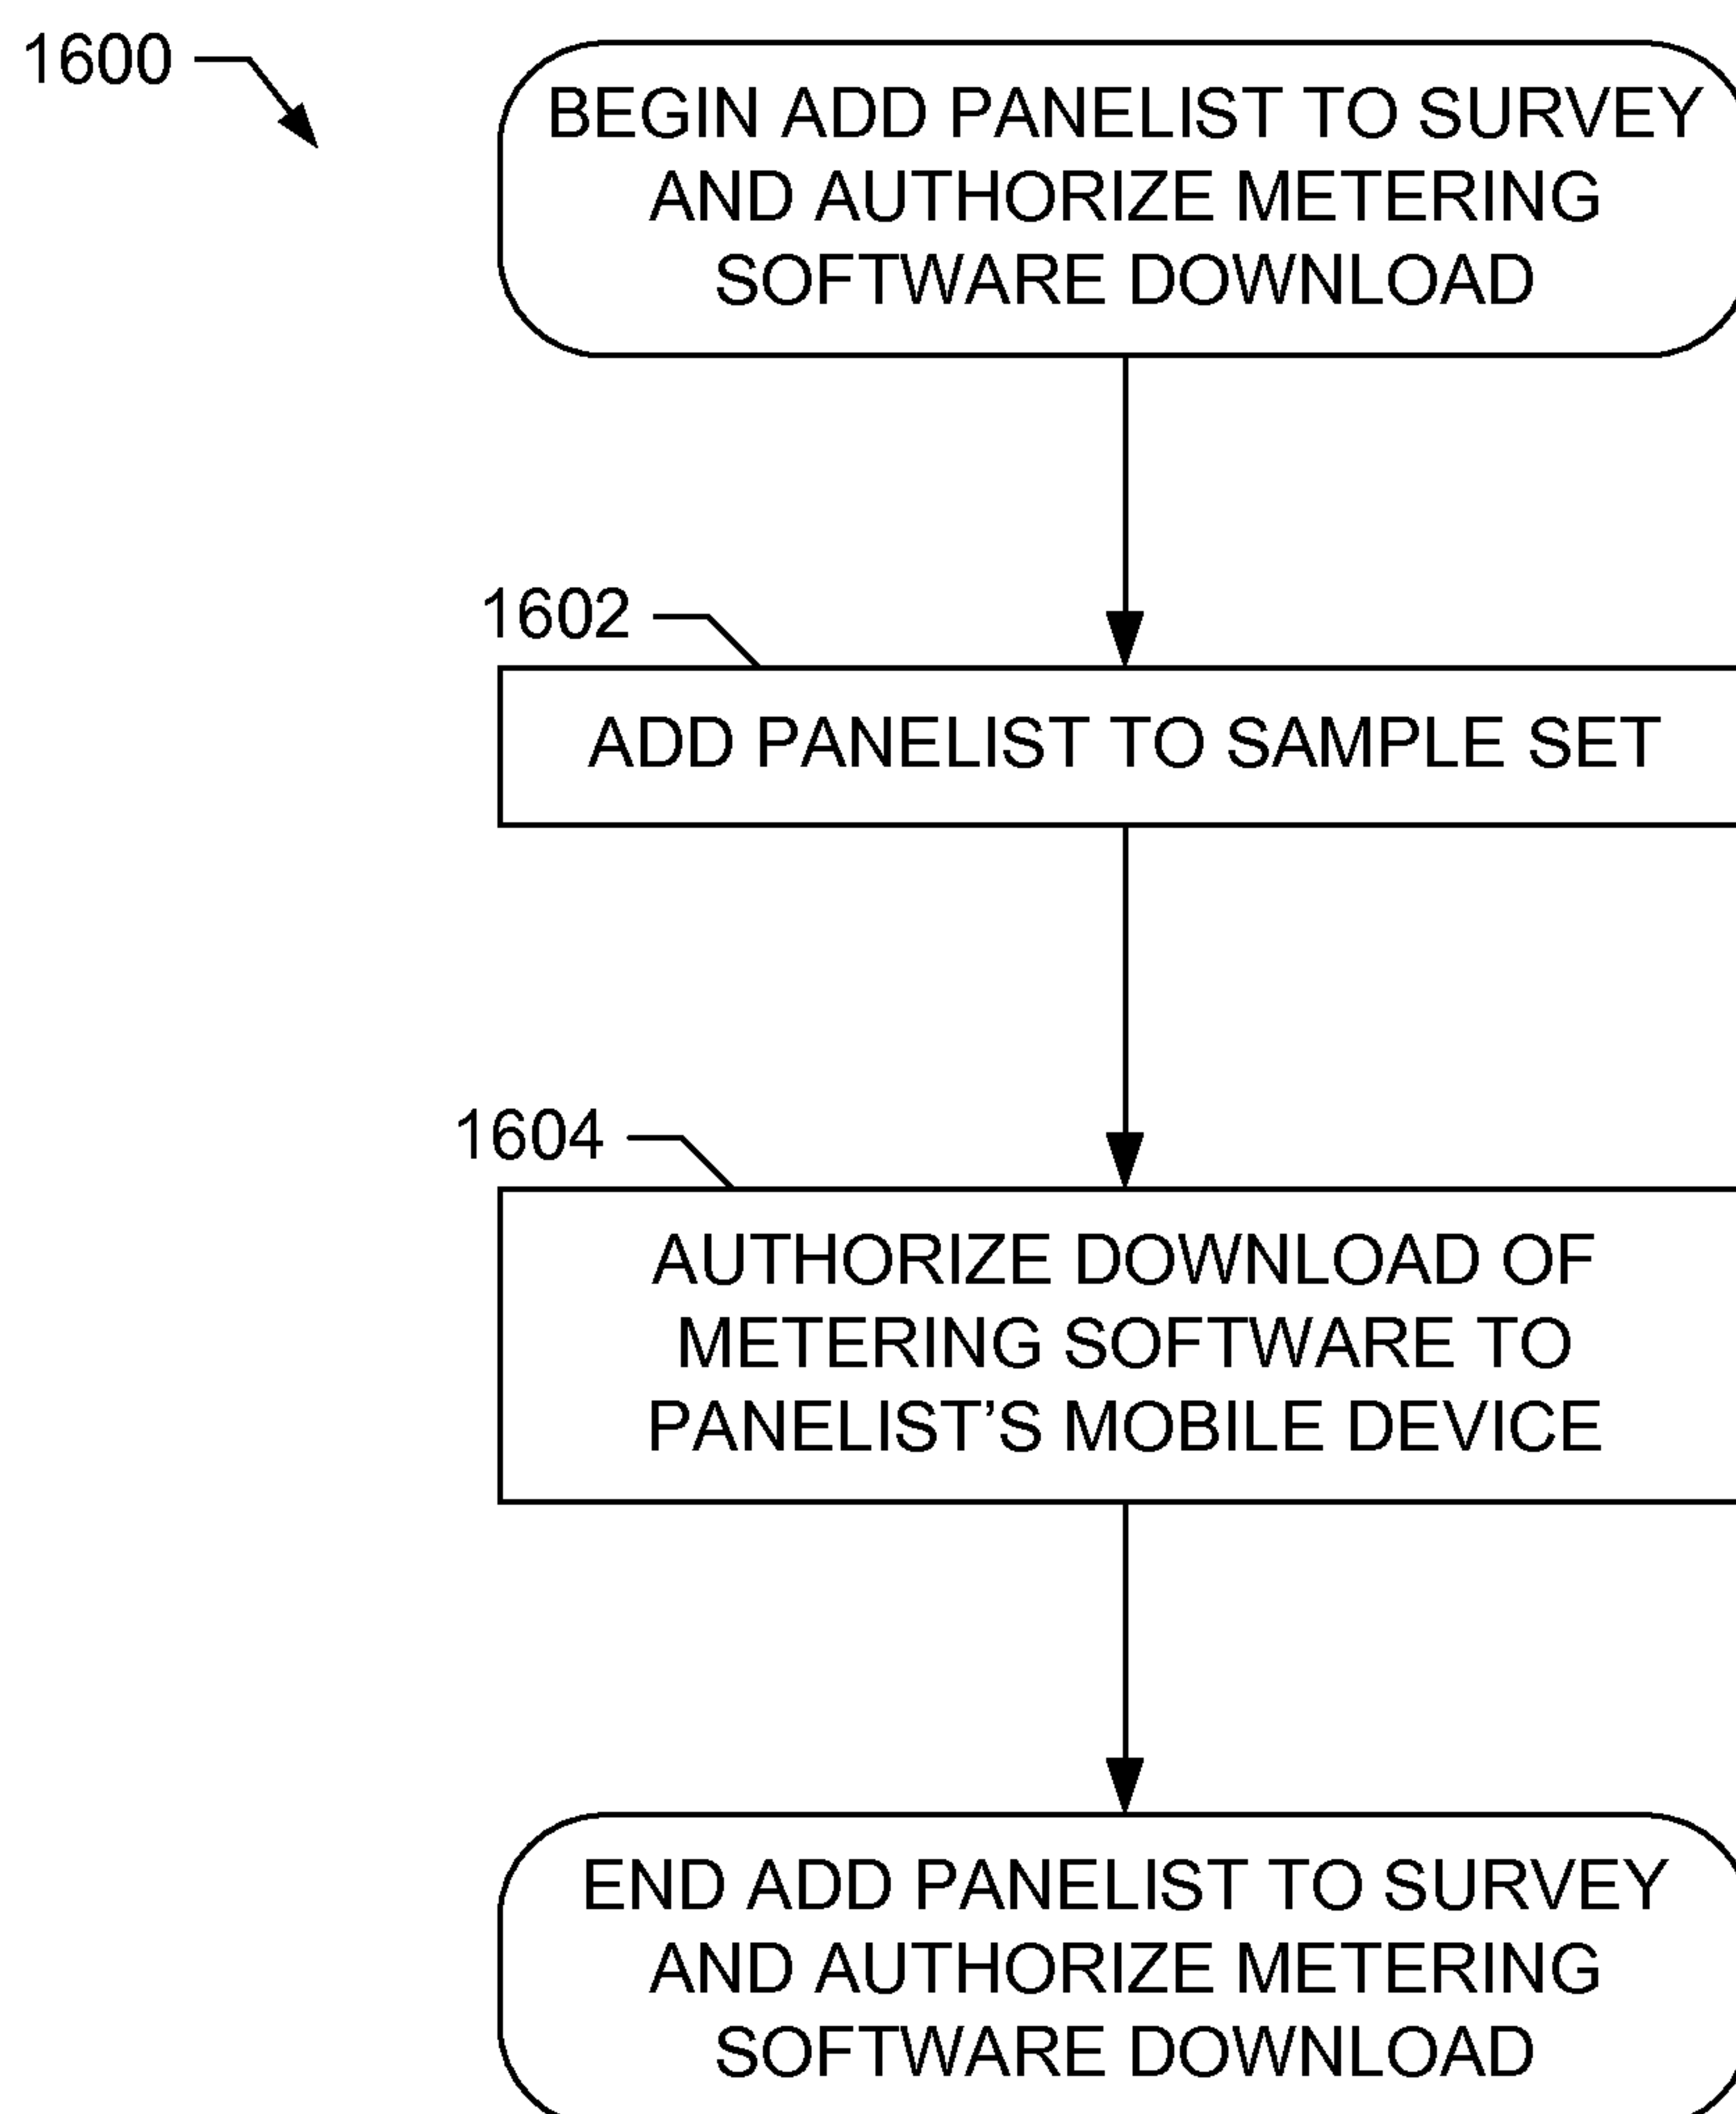 1600
BEGIN ADD PANELIST TO SURVEY
AND AUTHORIZE METERING
SOFTWARE DOWNLOAD
1602
ADD PANELIST TO SAMPLE SET
1604
AUTHORIZE DOWNLOAD OF
METERING SOFTWARE TO
PANELIST’S MOBILE DEVICE
END ADD PANELIST TO SURVEY
AND AUTHORIZE METERING
SOFTWARE DOWNLOAD